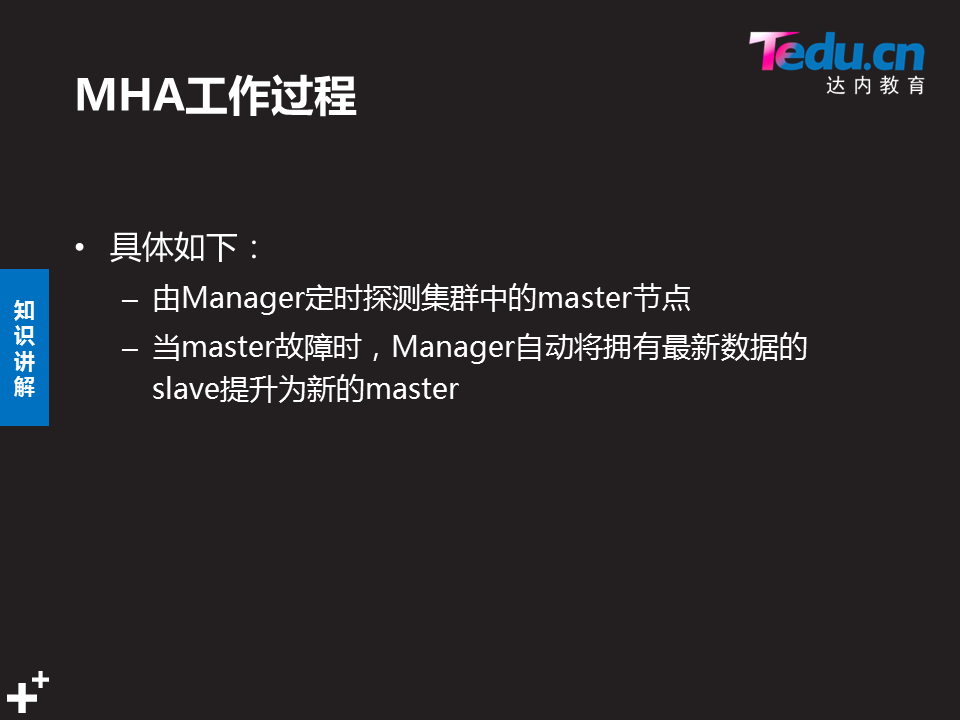 Tedu.cn
达内教育
MHA工作过程
• 具体如下：
– 由Manager定时探测集群中的master节点
– 当master故障时，Manager自动将拥有最新数据的
slave提升为新的master
知
识
讲
解